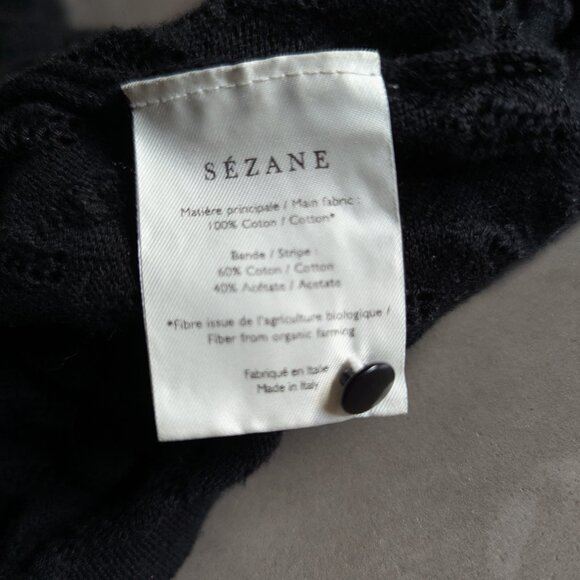 SÉZANE
Matière principale / Main fabric :
100% Coton / Cotton*
Bande / Stripe :
60% Coton / Cotton
40% Acétate / Acetate
*Fibre issue de l'agriculture biologique /
Fiber from organic farming
Fabriqué en Italie
Made in Italy